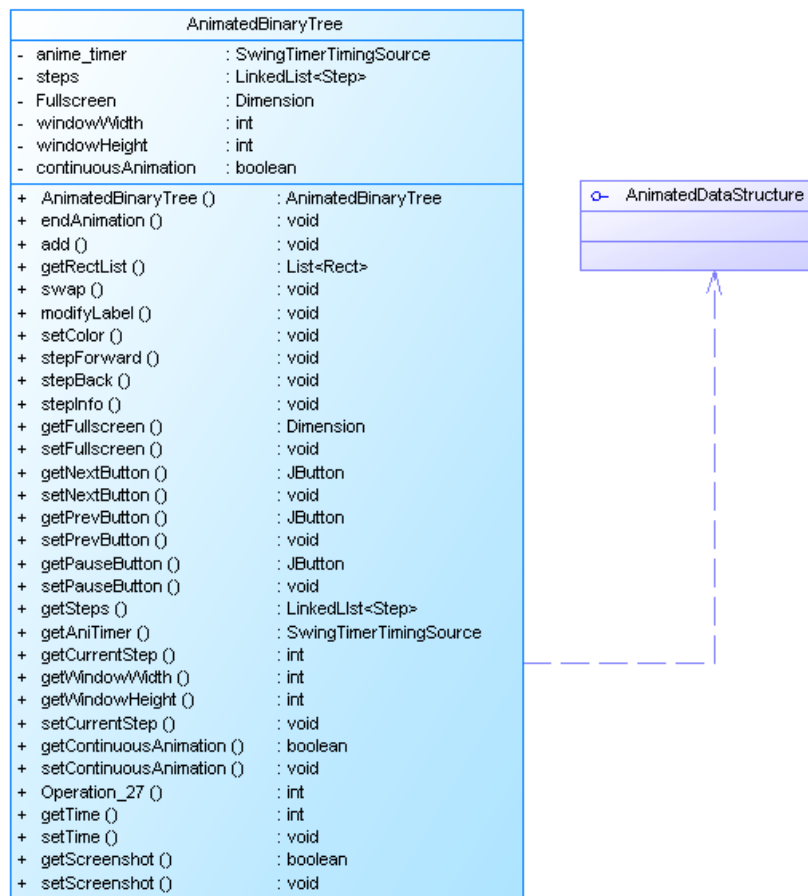 AnimatedBinaryTree
- anime_timer : SwingTimerTimingSource
- steps : LinkedList<Step>
- Fullscreen : Dimension
- windowWidth : int
- windowHeight : int
- continuousAnimation : boolean
+ AnimatedBinaryTree () : AnimatedBinaryTree
+ endAnimation () : void
+ add () : void
+ getRectList () : List<Rect>
+ swap () : void
+ modifyLabel () : void
+ setColor () : void
+ stepForward () : void
+ stepBack () : void
+ stepInfo () : void
+ getFullscreen () : Dimension
+ setFullscreen () : void
+ getNextButton () : JButton
+ setNextButton () : void
+ getPrevButton () : JButton
+ setPrevButton () : void
+ getPauseButton () : JButton
+ setPauseButton () : void
+ getSteps () : LinkedLIst<Step>
+ getAniTimer () : SwingTimerTimingSource
+ getCurrentStep () : int
+ getWindowWidth () : int
+ getWindowHeight () : int
+ setCurrentStep () : void
+ getContinuousAnimation () : boolean
+ setContinuousAnimation () : void
+ Operation_27 () : int
+ getTime () : int
+ setTime () : void
+ getScreenshot () : boolean
+ setScreenshot () : void
AnimatedDataStructure